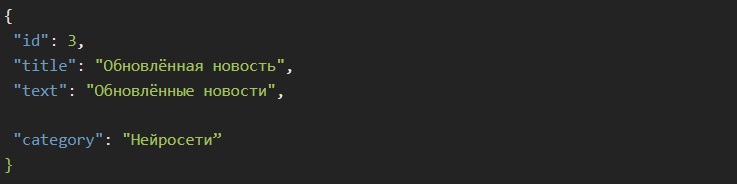 {
"id": 3,
"title": "Обновлённая новость",
"text": "Обновлённые новости",
"category": "Нейросети”
}